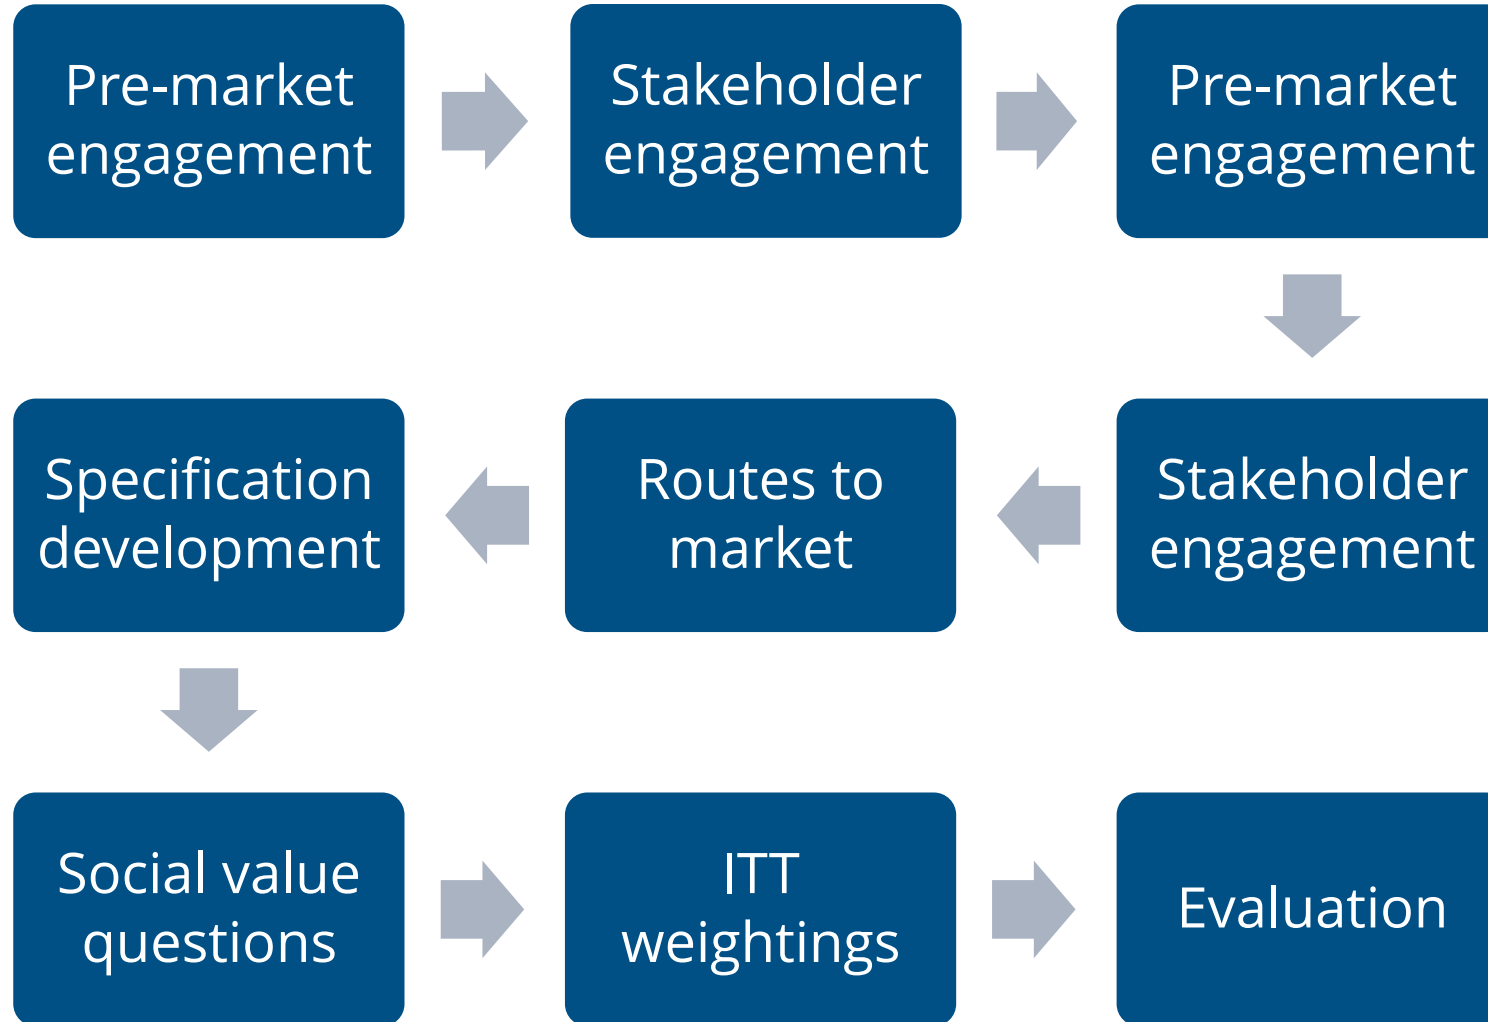 Pre-market
engagement
Stakeholder
engagement
Pre-market
engagement
Stakeholder
engagement
Routes to
market
Specification
development
Social value
questions
ITT
weightings
Evaluation